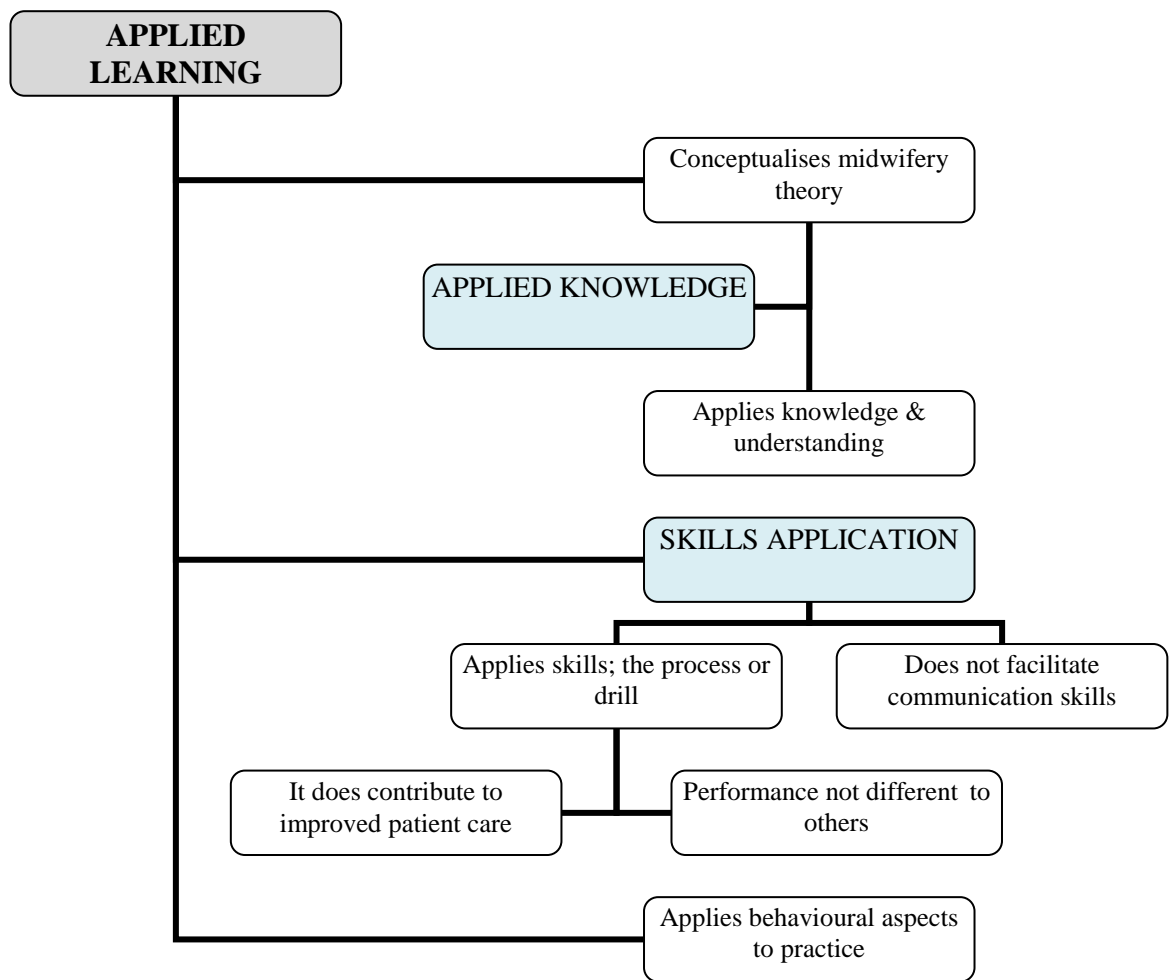 APPLIED
LEARNING
Conceptualises midwifery
theory
APPLIED KNOWLEDGE
Applies knowledge &
understanding
SKILLS APPLICATION
Applies skills; the process or
drill
Does not facilitate
communication skills
It does contribute to
improved patient care
Performance not different to
others
Applies behavioural aspects
to practice